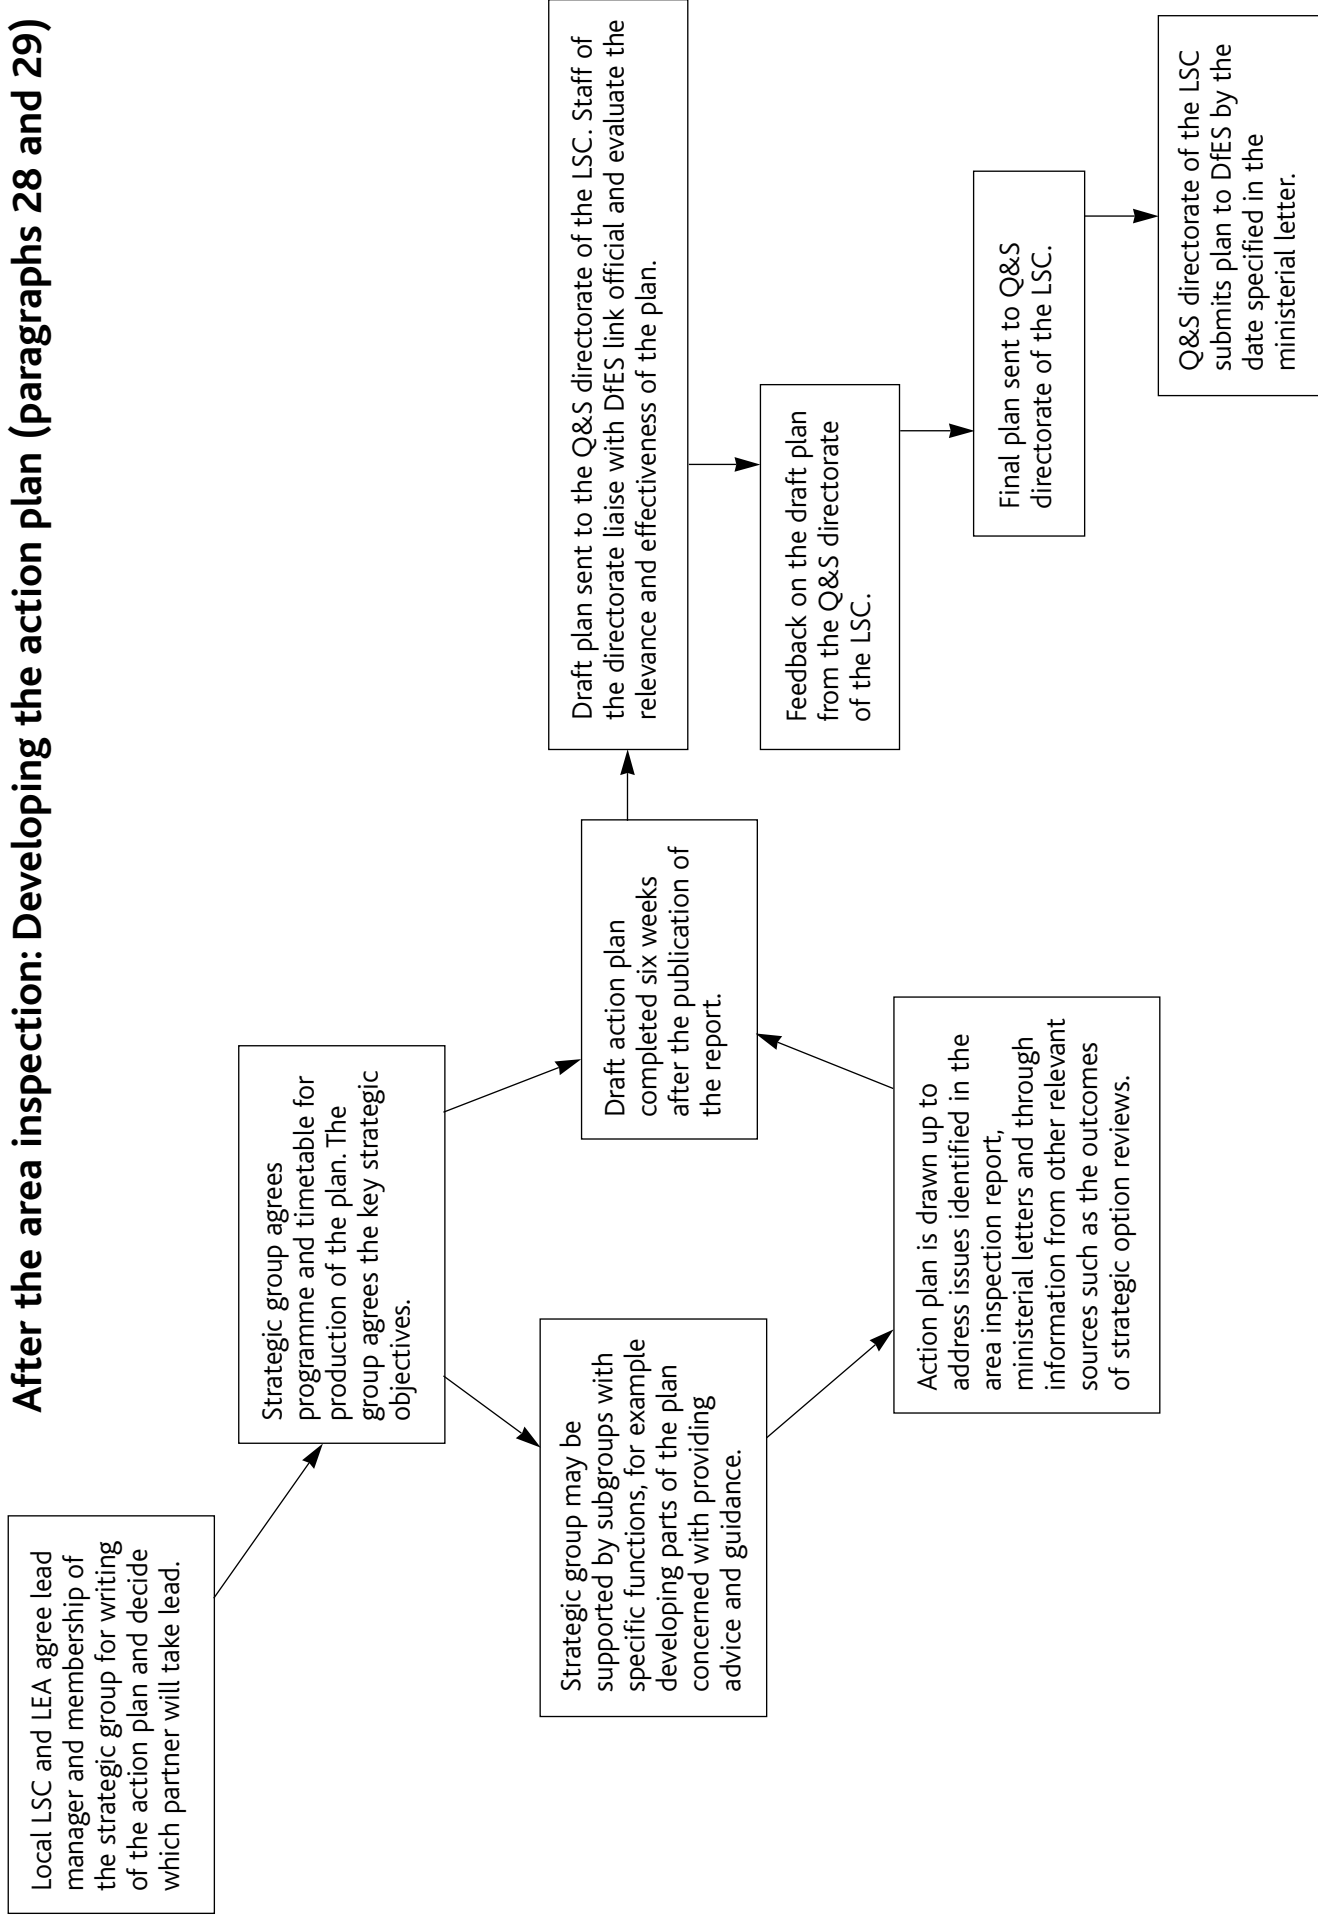 After the area inspection: Developing the action plan (paragraphs 28 and 29)
Local LSC and LEA agree lead
manager and membership of
the strategic group for writing
of the action plan and decide
which partner will take lead.
Strategic group agrees
programme and timetable for
production of the plan. The
group agrees the key strategic
objectives.
Strategic group may be
supported by subgroups with
specific functions, for example
developing parts of the plan
concerned with providing
advice and guidance.
Action plan is drawn up to
address issues identified in the
area inspection report,
ministerial letters and through
information from other relevant
sources such as the outcomes
of strategic option reviews.
Draft action plan
completed six weeks
after the publication of
the report.
Draft plan sent to the Q&S directorate of the LSC. Staff of
the directorate liaise with DfES link official and evaluate the
relevance and effectiveness of the plan.
Feedback on the draft plan
from the Q&S directorate
of the LSC.
Final plan sent to Q&S
directorate of the LSC.
Q&S directorate of the LSC
submits plan to DfES by the
date specified in the
ministerial letter.